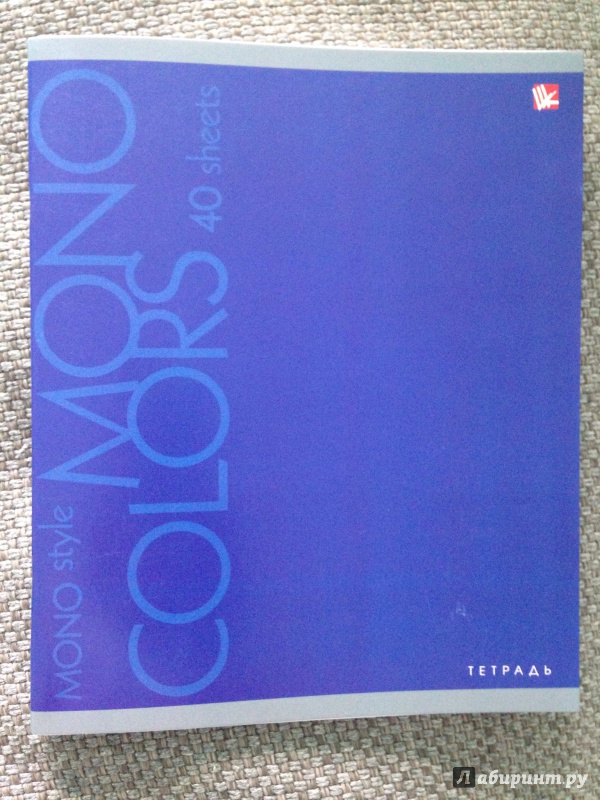 MONO style
MONO
COLORS
40 sheets
ТЕТРАДЬ
Лабиринт.ру